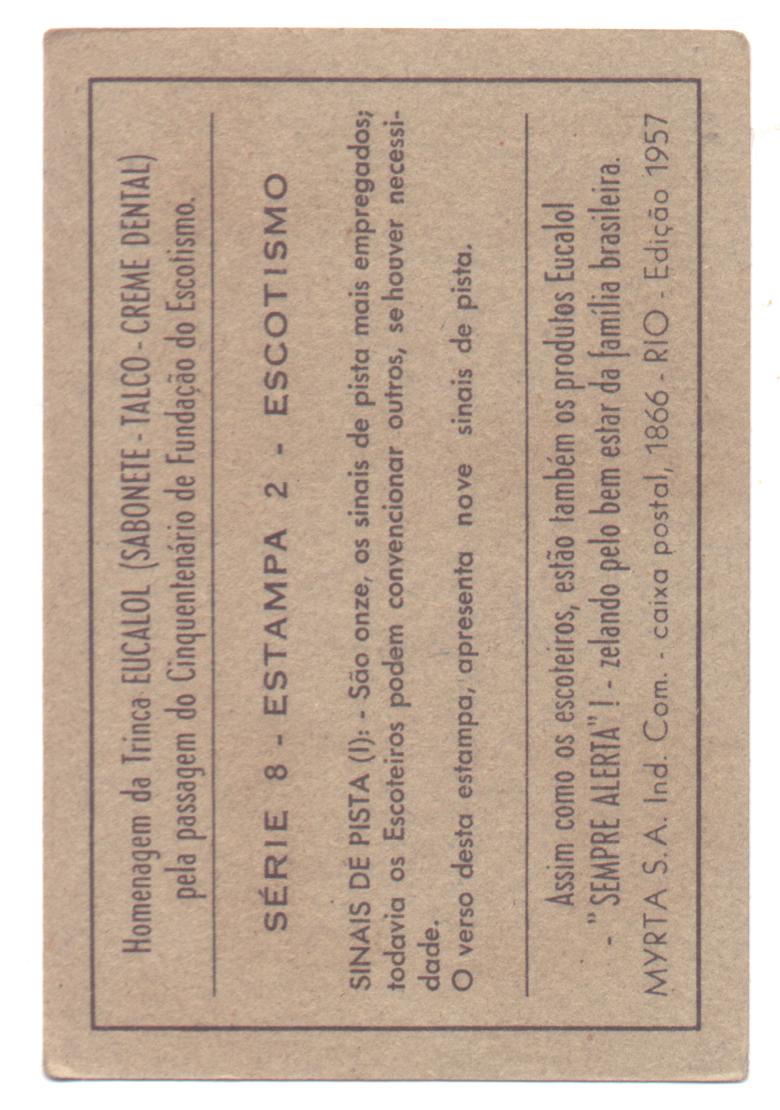 Homenagem da Trinca EUCALOL (SABONETE - TALCO - CREME DENTAL)
pela passagem do Cinquentenário de Fundação do Escotismo.
SÉRIE 8 - ESTAMPA 2 - ESCOTISMO
SINAIS DE PISTA (I): - São onze, os sinais de pista mais empregados;
todavia os Escoteiros podem convencionar outros, se houver necessi-
dade.
O verso desta estampa, apresenta nove sinais de pista.
Assim como os escoteiros, estão também os produtos Eucalol
- "SEMPRE ALERTA"! - zelando pelo bem estar da família brasileira.
MYRTA S.A. Ind. Com. - caixa postal, 1866 - RIO - Edição 1957